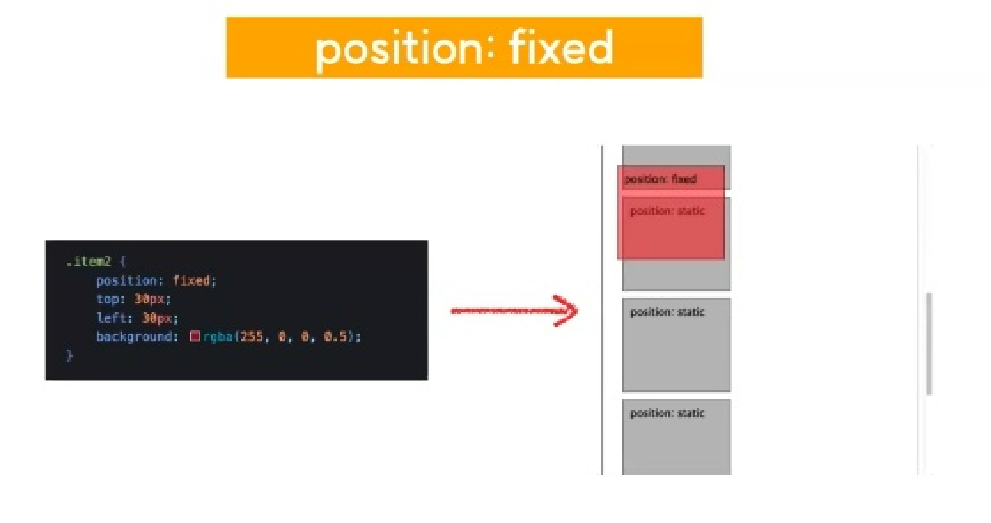 position: fixed
.item2 {
position: fixed;
top: 30px;
left: 30px;
background: rgba(255, 0, 0, 0.5);
}
position: fixed
position: static
position: static
position: static